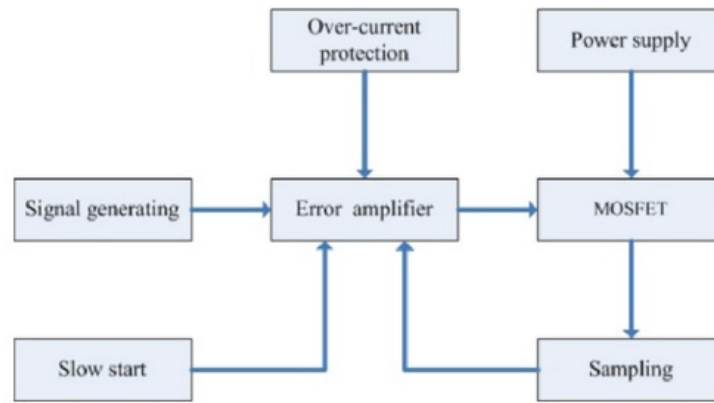 Over-current
protection
Power supply
Signal generating
Error amplifier
MOSFET
Slow start
Sampling